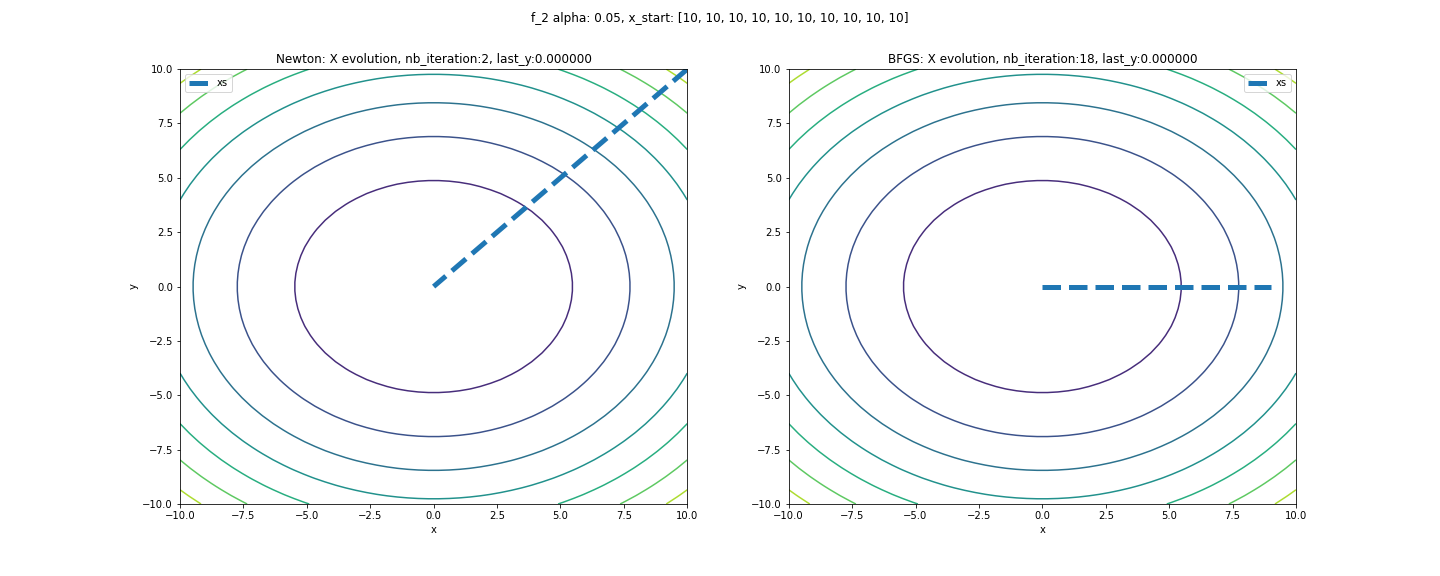 f_2 alpha: 0.05, x_start: [10, 10, 10, 10, 10, 10, 10, 10, 10, 10]
Newton: X evolution, nb_iteration:2, last_y:0.000000
xs
10.0
7.5
5.0
2.5
0.0
−2.5
−5.0
−7.5
−10.0
y
−10.0 −7.5 −5.0 −2.5 0.0 2.5 5.0 7.5 10.0
x
BFGS: X evolution, nb_iteration:18, last_y:0.000000
xs
10.0
7.5
5.0
2.5
0.0
−2.5
−5.0
−7.5
−10.0
y
−10.0 −7.5 −5.0 −2.5 0.0 2.5 5.0 7.5 10.0
x